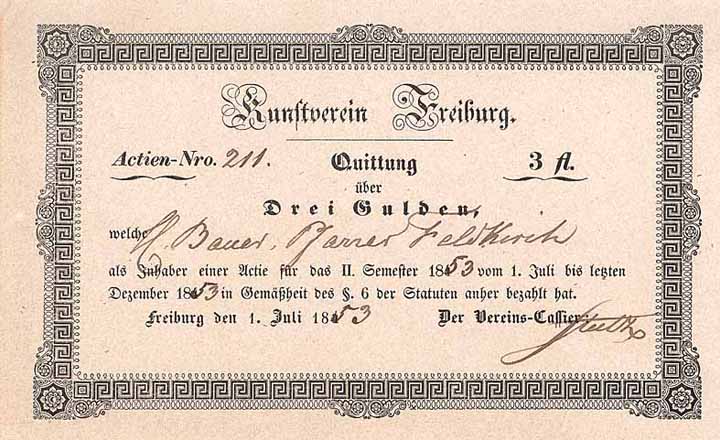 Kunstverein Freiburg.
Actien-Nro. 211. Quittung 3 fl.
über
Drei Gulden,
welche H. Bauer, Pfarrer Feldkirch
als Inhaber einer Actie für das II. Semester 1853 vom 1. Juli bis letzten
Dezember 1853 in Gemäßheit des §. 6 der Statuten anher bezahlt hat.
Freiburg den 1. Juli 1853 Der Vereins-Cassier